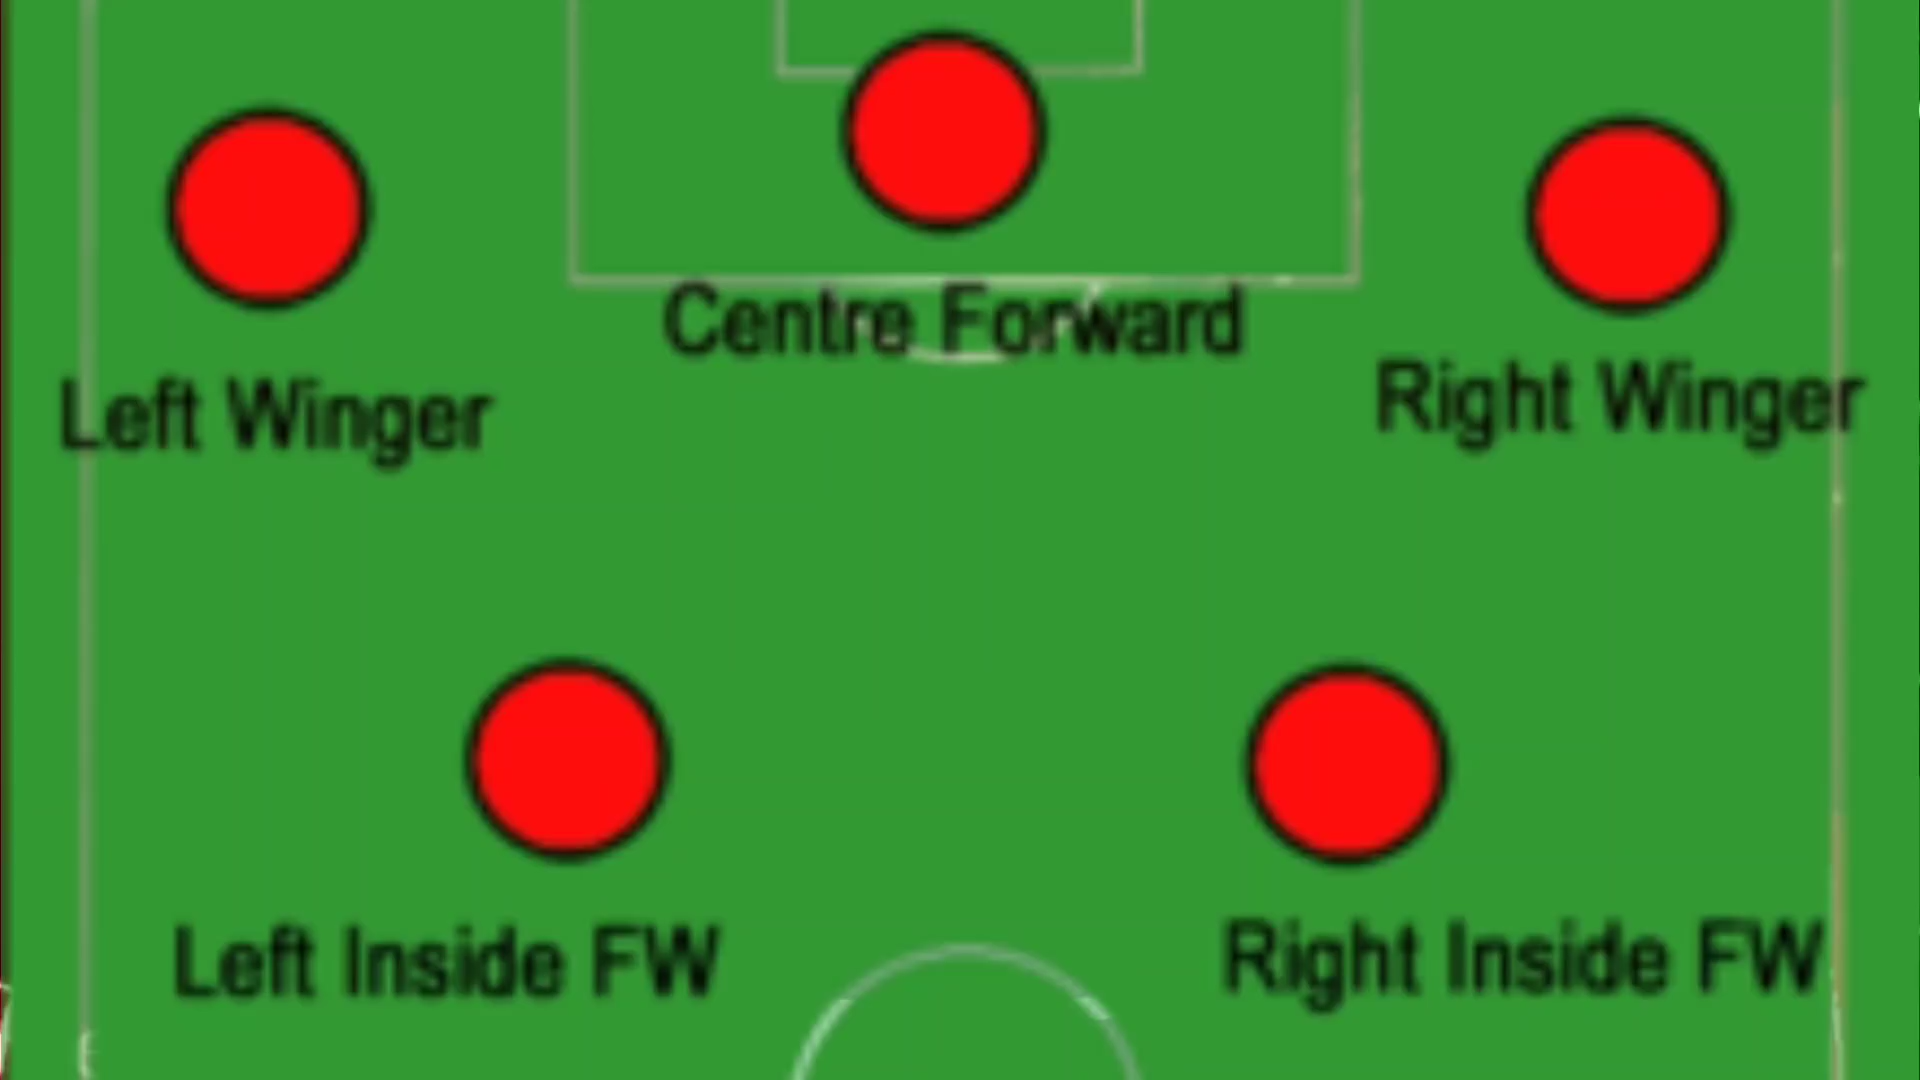 Centre Forward
Left Winger
Right Winger
Left Inside FW
Right Inside FW